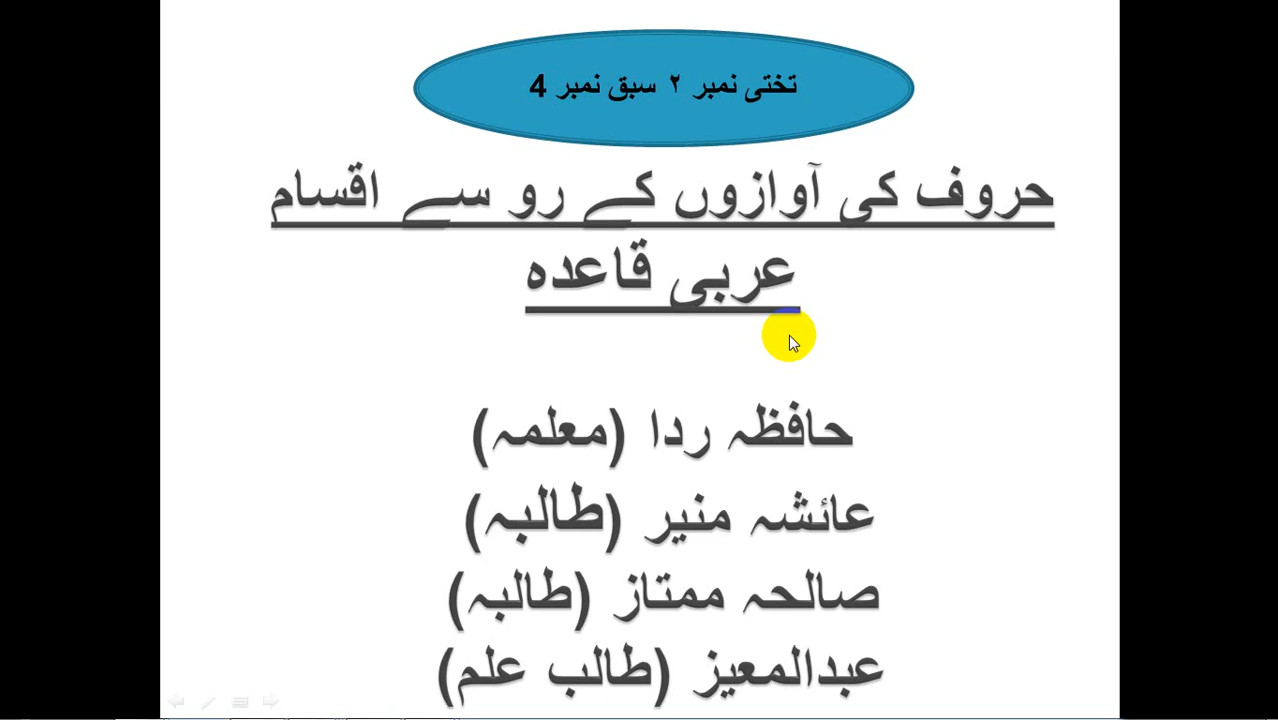 تختی نمبر ۲ سبق نمبر 4
حروف کی آوازوں کے رو سے اقسام
عربی قاعدہ
حافظہ ردا (معلمہ)
عائشہ منیر (طالبہ)
صالحہ ممتاز (طالبہ)
عبدالمعیز (طالب علم)